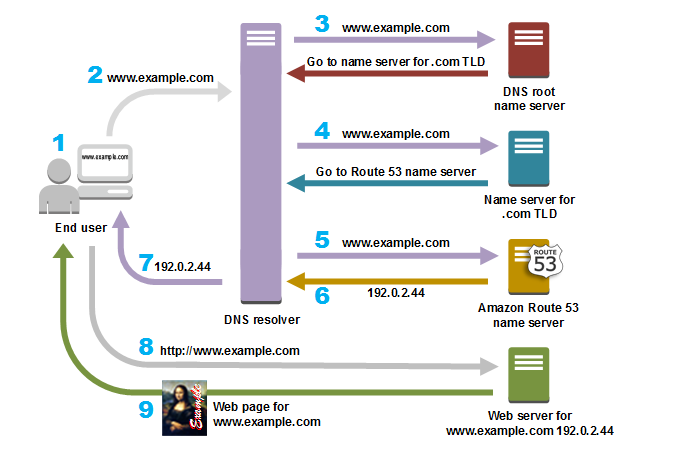 3 www.example.com
Go to name server for .com TLD
DNS root
name server
2 www.example.com
1
www.example.com
End user
4 www.example.com
Go to Route 53 name server
Name server for
.com TLD
5 www.example.com
ROUTE
53
6 192.0.2.44
Amazon Route 53
name server
7 192.0.2.44
DNS resolver
8 http://www.example.com
9
Example
Web page for
www.example.com
Web server for
www.example.com 192.0.2.44